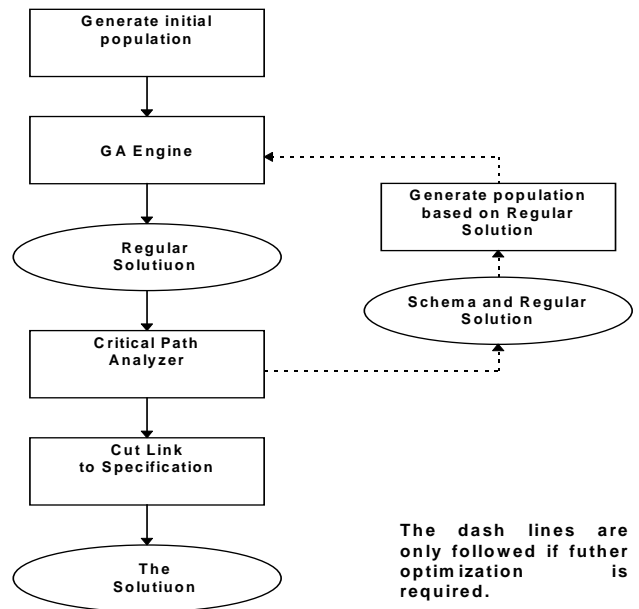 Generate initial
population
GA Engine
Regular
Solutiuon
Critical Path
Analyzer
Cut Link
to Specification
The
Solutiuon
Generate population
based on Regular
Solution
Schema and Regular
Solution
The dash lines are
only followed if futher
optimization is
required.